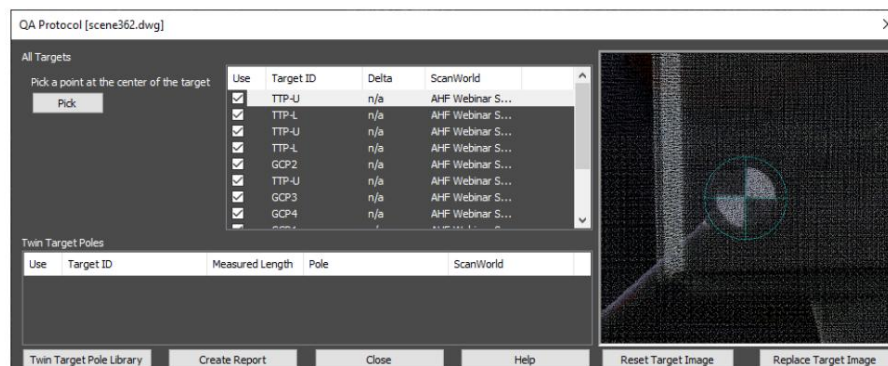 QA Protocol [scene362.dwg]
All Targets
Pick a point at the center of the target
Pick
Use Target ID Delta ScanWorld
TTP-U n/a AHF Webinar S...
TTP-L n/a AHF Webinar S...
TTP-U n/a AHF Webinar S...
TTP-L n/a AHF Webinar S...
GCP2 n/a AHF Webinar S...
TTP-U n/a AHF Webinar S...
GCP3 n/a AHF Webinar S...
GCP4 n/a AHF Webinar S...
Twin Target Poles
Use Target ID Measured Length Pole ScanWorld
Twin Target Pole Library Create Report Close Help Reset Target Image Replace Target Image